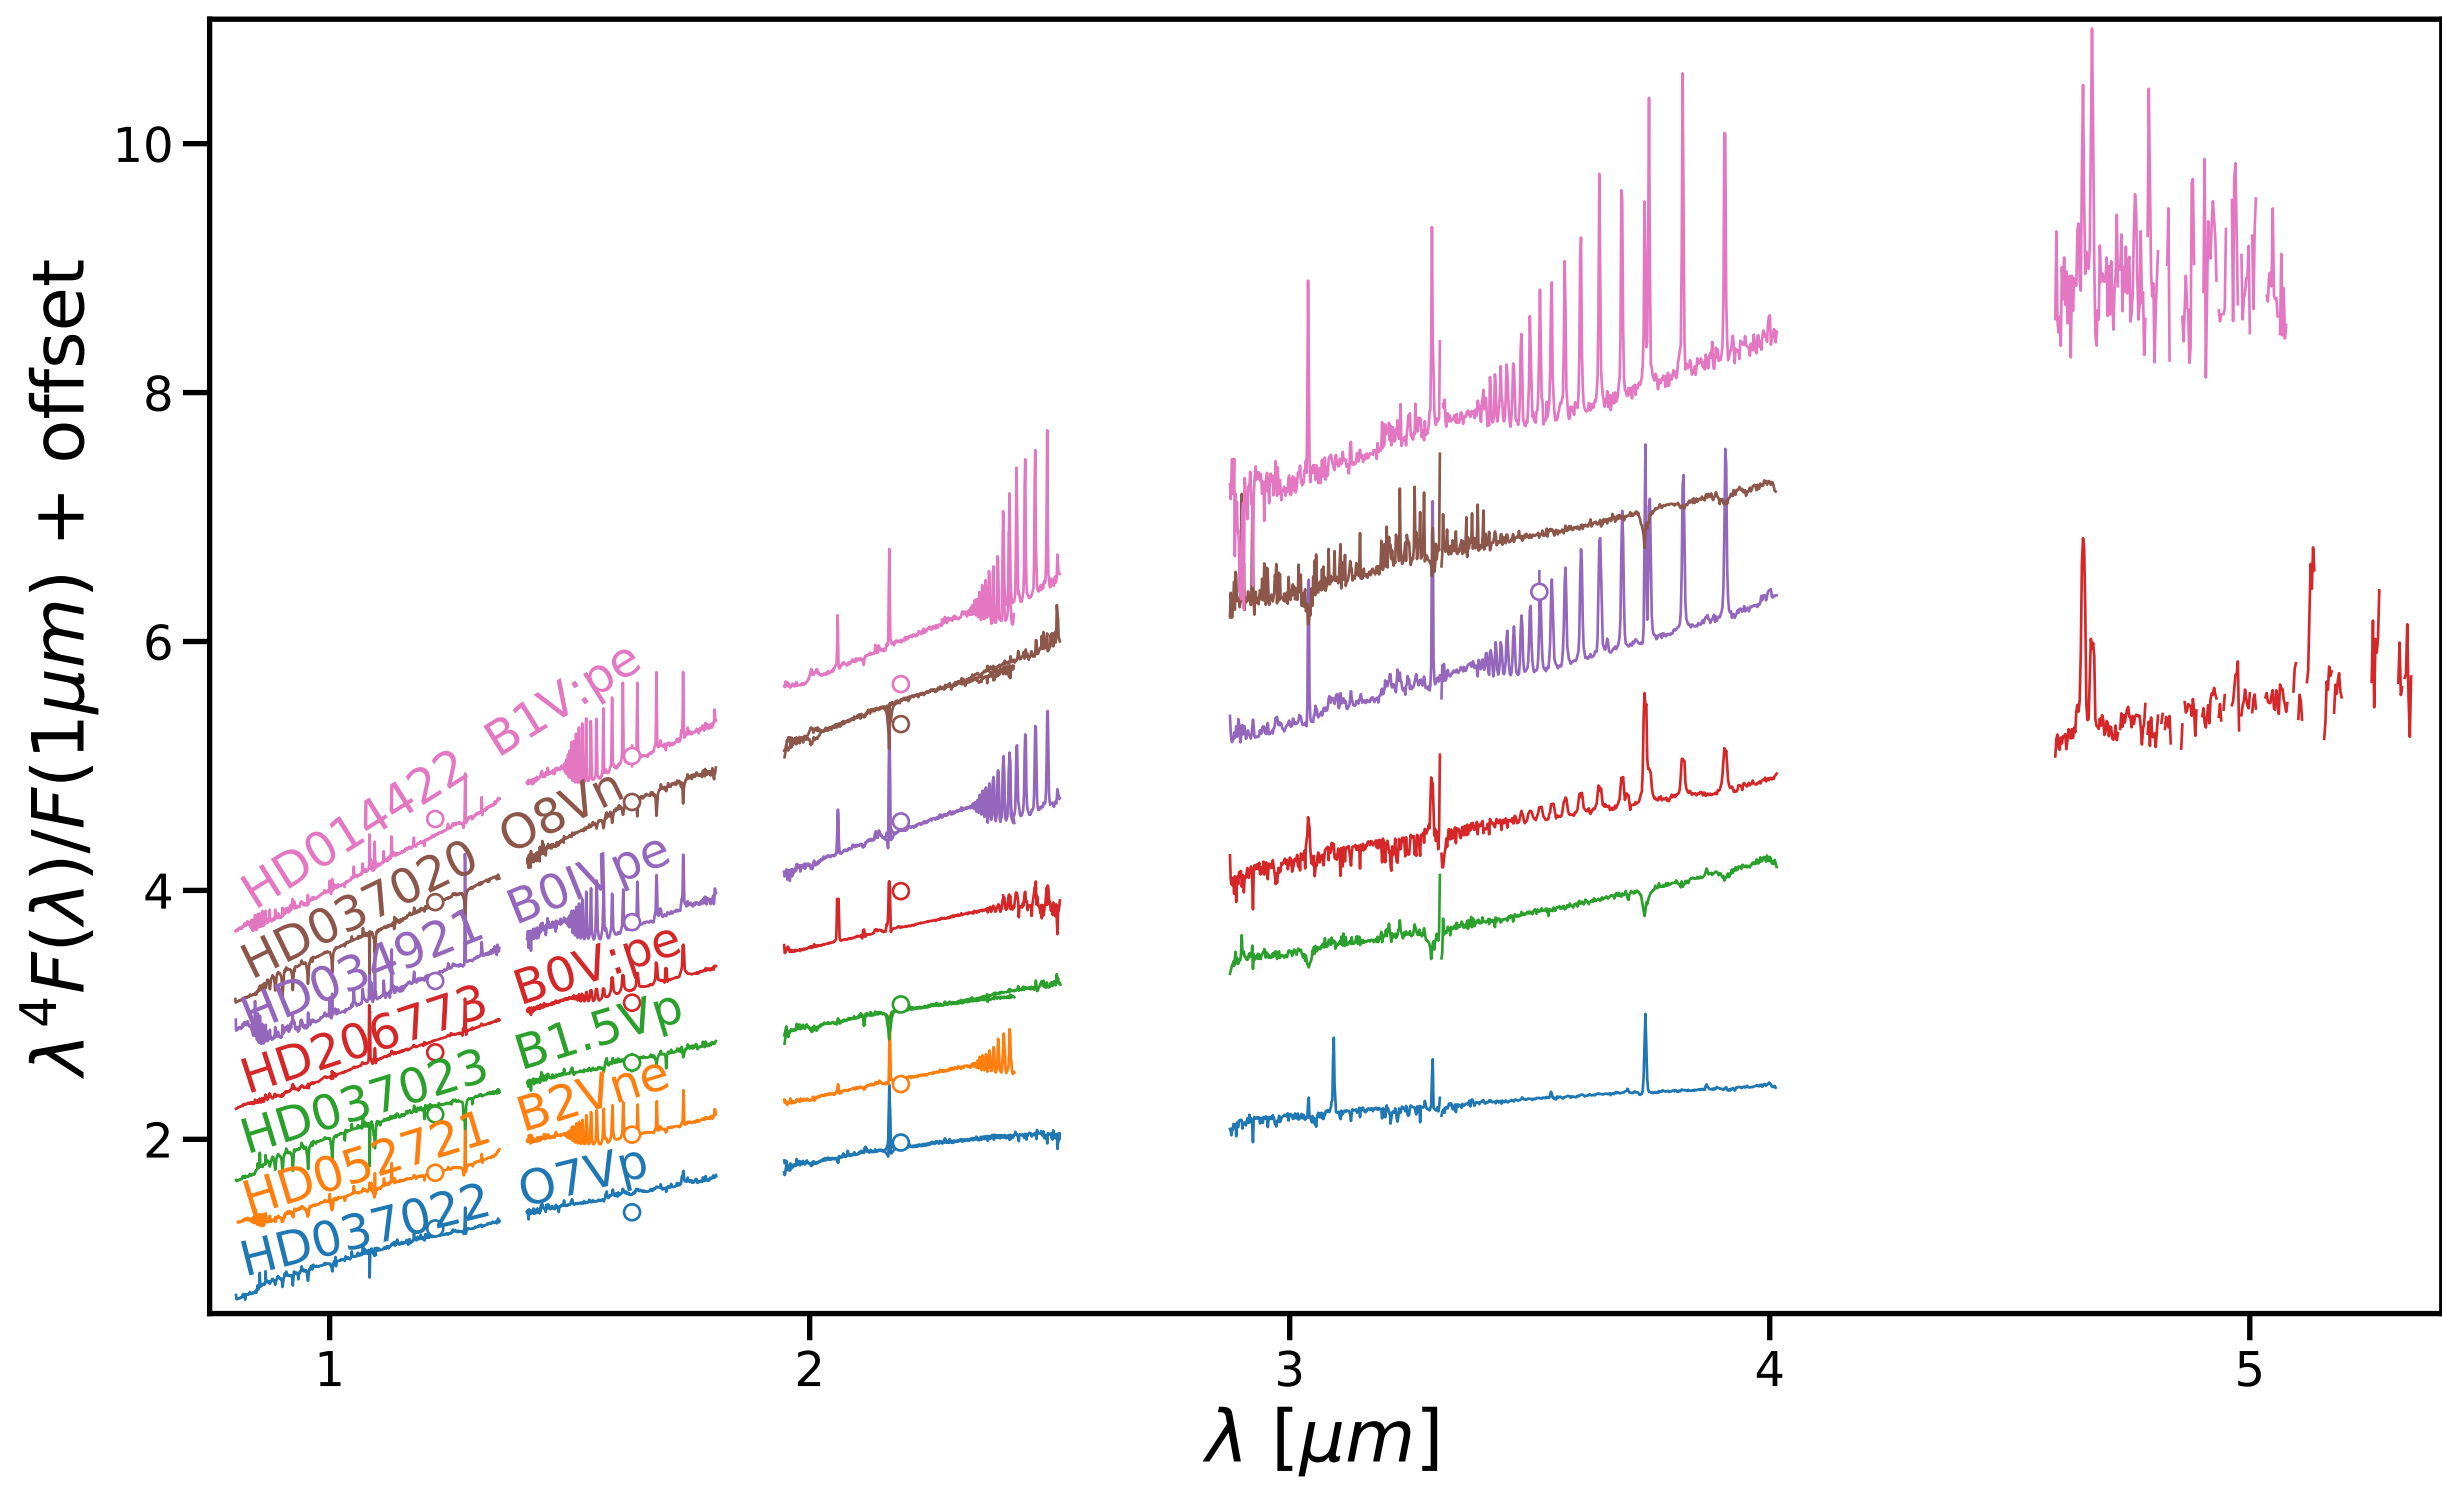 λ⁴F(λ)/F(1μm) + offset
10
8
6
4
2
HD014422 B1V:pe
HD037020 O8Vn
HD034921 B0IVpe
HD206773 B0V:pe
HD037023 B1.5Vp
HD052721 B2Vne
HD037022 O7Vp
1 2 3 4 5
λ [μm]